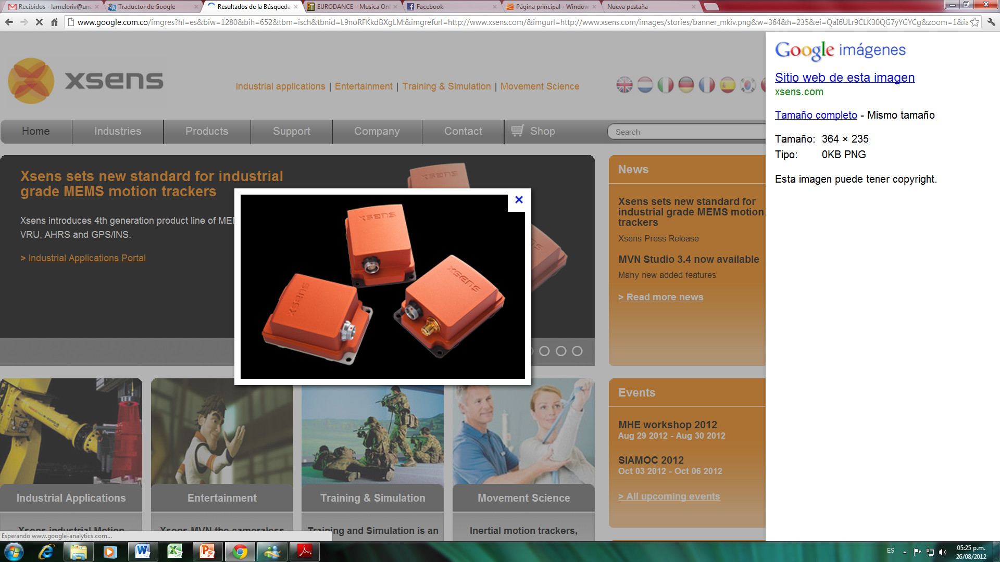 Recibidos - lameloriv@una
Traductor de Google
Resultados de la Búsqueda
EURODANCE – Musica Onl
Facebook
Página principal - Window
Nueva pestaña
www.google.com.co/imgres?hl=es&biw=1280&bih=652&tbm=isch&tbnid=L9noRFKkdBXgLM:&imgrefurl=http://www.xsens.com/&imgurl=http://www.xsens.com/images/stories/banner_mkiv.png&w=364&h=235&ei=QaI6ULr9CLK30QG7yYGYCg&zoom=1&ia
xsens
Industrial applications | Entertainment | Training & Simulation | Movement Science
Home
Industries
Products
Support
Company
Contact
Shop
Search
Xsens sets new standard for industrial
grade MEMS motion trackers
Xsens introduces 4th generation product line of MEM
VRU, AHRS and GPS/INS.
> Industrial Applications Portal
xsens
xsens
xsens
xsens
xsens
News
Xsens sets new standard for
industrial grade MEMS motion
trackers
Xsens Press Release
MVN Studio 3.4 now available
Many new added features
> Read more news
Events
MHE workshop 2012
Aug 29 2012 - Aug 30 2012
SIAMOC 2012
Oct 03 2012 - Oct 06 2012
> All upcoming events
Industrial Applications
Entertainment
Training & Simulation
Movement Science
Xsens industrial Motion
Xsens MVN the cameraless
Training and Simulation is an
Inertial motion trackers,
Google imágenes
Sitio web de esta imagen
xsens.com
Tamaño completo - Mismo tamaño
Tamaño: 364 × 235
Tipo: 0KB PNG
Esta imagen puede tener copyright.
Esperando www.google-analytics.com...
ES
05:25 p.m.
26/08/2012